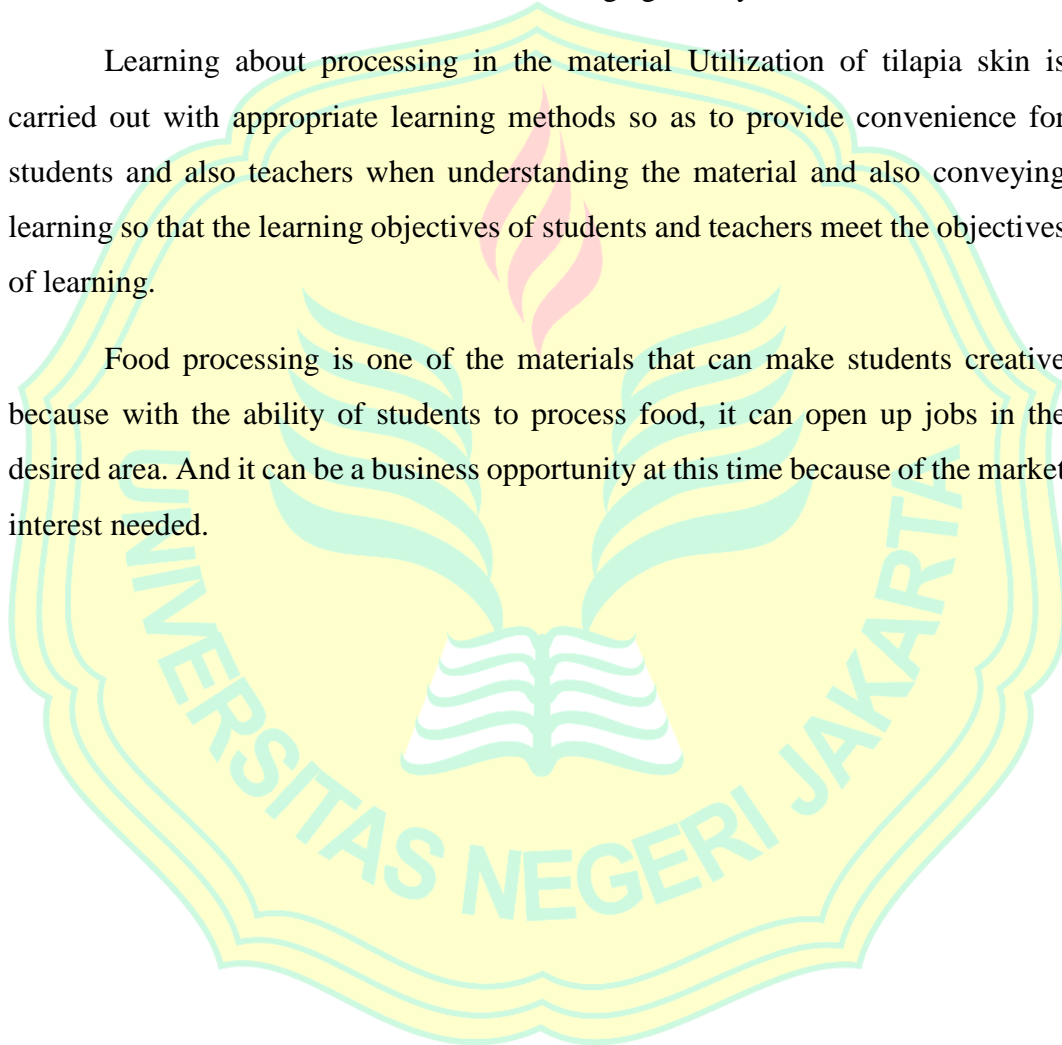 Learning about processing in the material Utilization of tilapia skin is
carried out with appropriate learning methods so as to provide convenience for
students and also teachers when understanding the material and also conveying
learning so that the learning objectives of students and teachers meet the objectives
of learning.
Food processing is one of the materials that can make students creative
because with the ability of students to process food, it can open up jobs in the
desired area. And it can be a business opportunity at this time because of the market
interest needed.
UNIVERSITAS NEGERI JAKARTA